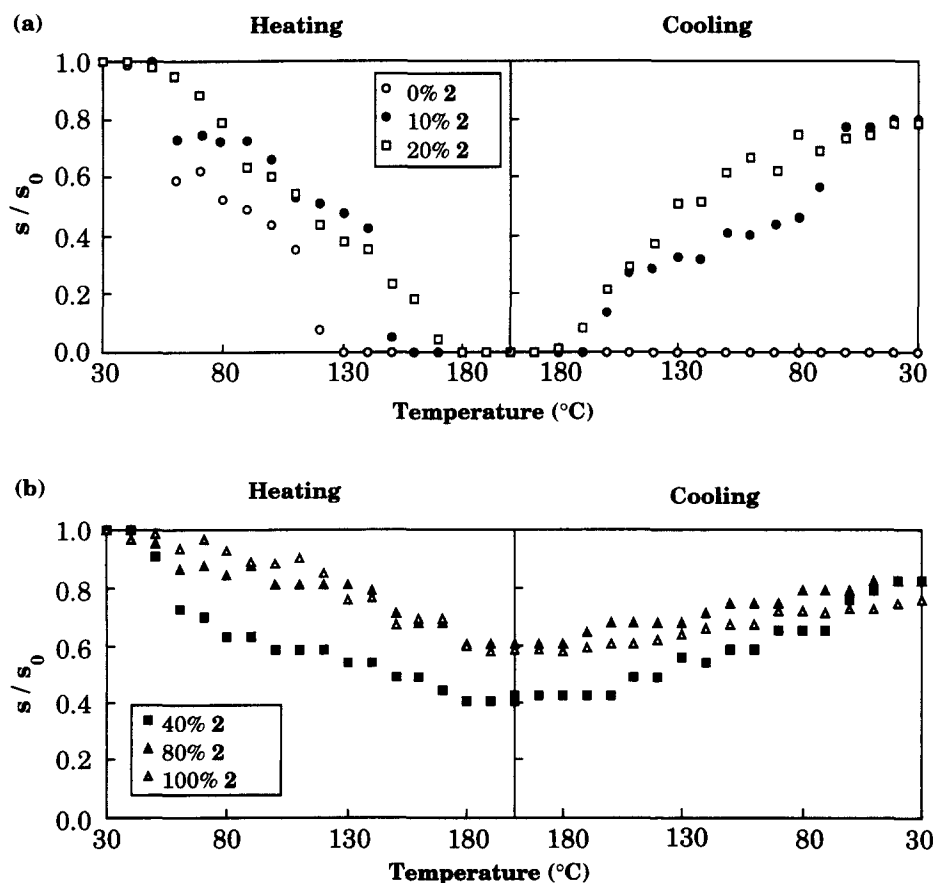 (a)
Heating
Cooling
1.0
0.8
0.6
0.4
0.2
0.0
s / s0
0% 2
10% 2
20% 2
30 80 130 180 180 130 80 30
Temperature (°C)
(b)
Heating
Cooling
1.0
0.8
0.6
0.4
0.2
0.0
s / s0
40% 2
80% 2
100% 2
30 80 130 180 180 130 80 30
Temperature (°C)